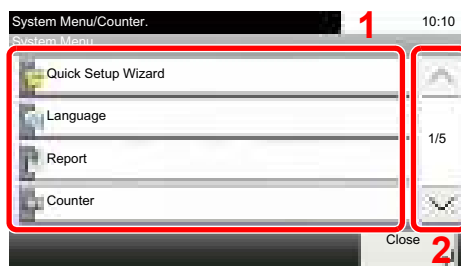 System Menu/Counter.
1
10:10
System Menu
Quick Setup Wizard
Language
1/5
Report
Counter
Close
2